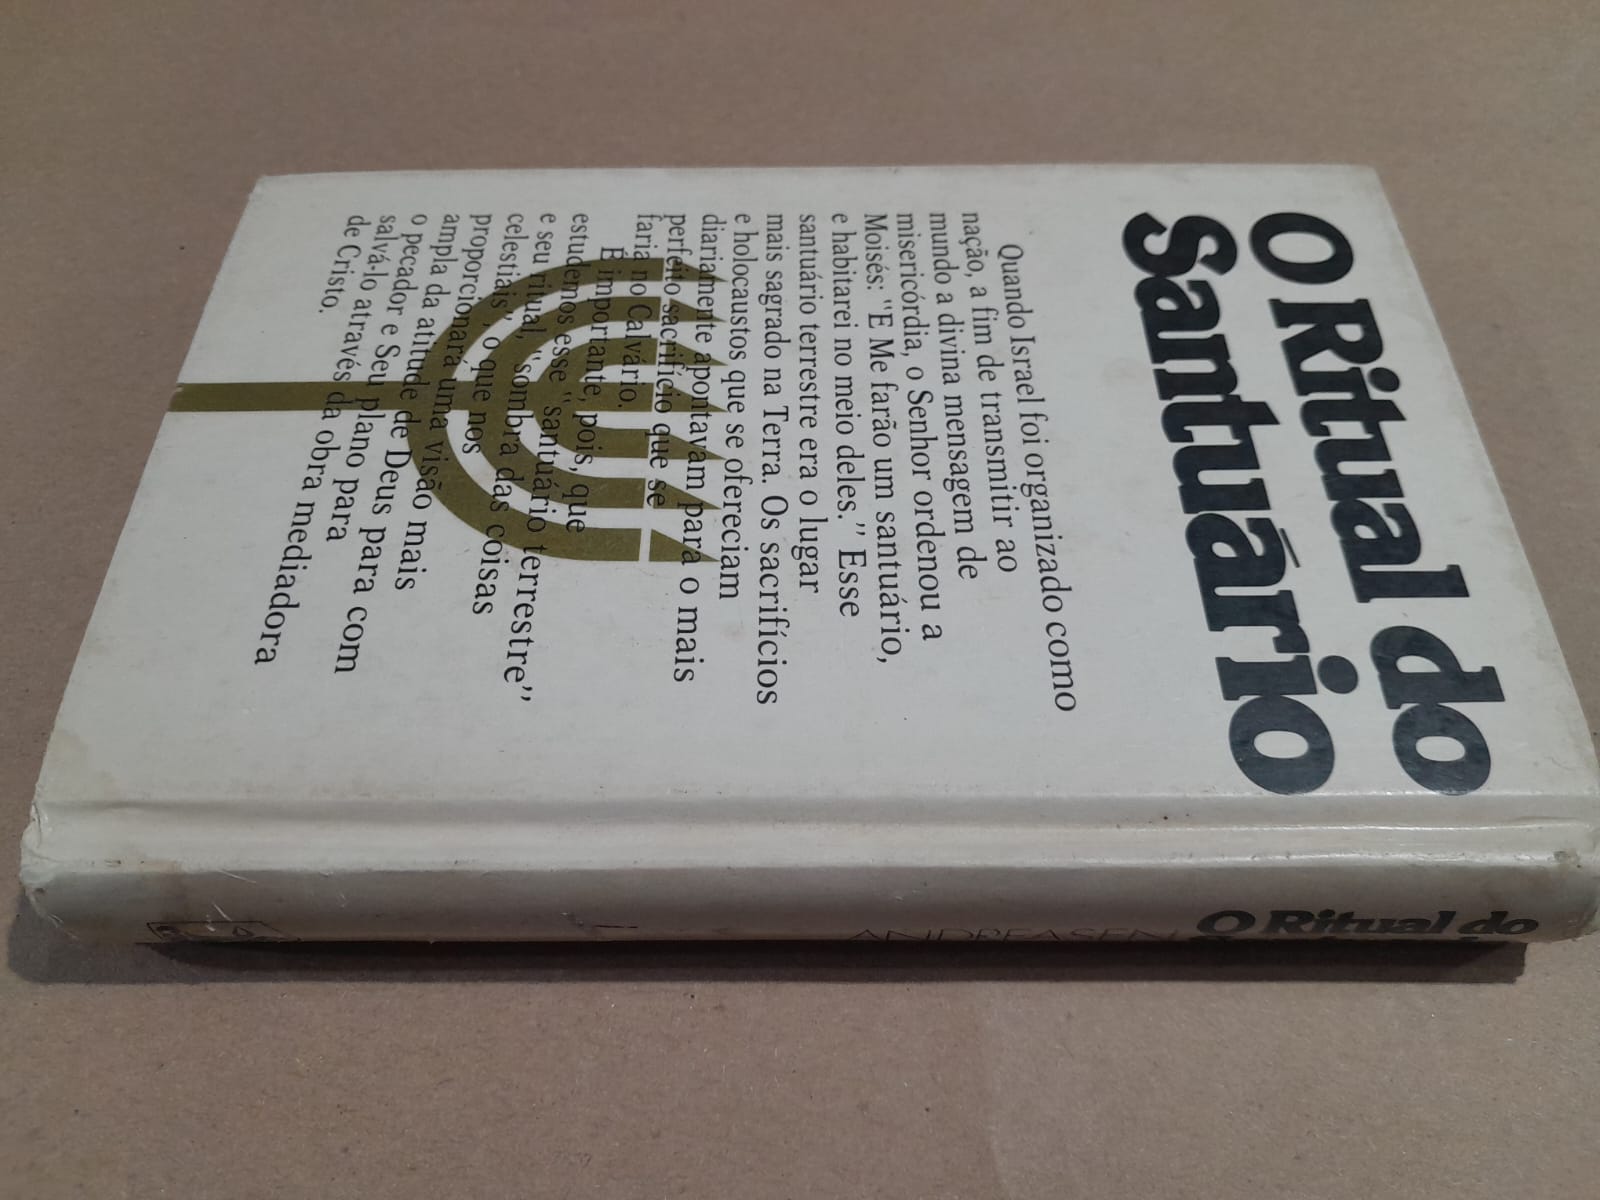 O Ritual do
Santuário
Quando Israel foi organizado como
nação, a fim de transmitir ao
mundo a divina mensagem de
misericórdia, o Senhor ordenou a
Moisés: "E Me farão um santuário,
e habitarei no meio deles." Esse
santuário terrestre era o lugar
mais sagrado na Terra. Os sacrifícios
e holocaustos que se ofereciam
diariamente apontavam para o mais
perfeito sacrifício que se
faria no Calvário.
É importante, pois, que
estudemos esse "santuário terrestre"
e seu ritual, "sombra das coisas
celestiais", o que nos
proporcionará uma visão mais
ampla da atitude de Deus para com
o pecador e Seu plano para
salvá-lo através da obra mediadora
de Cristo.
O Ritual do
ANDREASEN